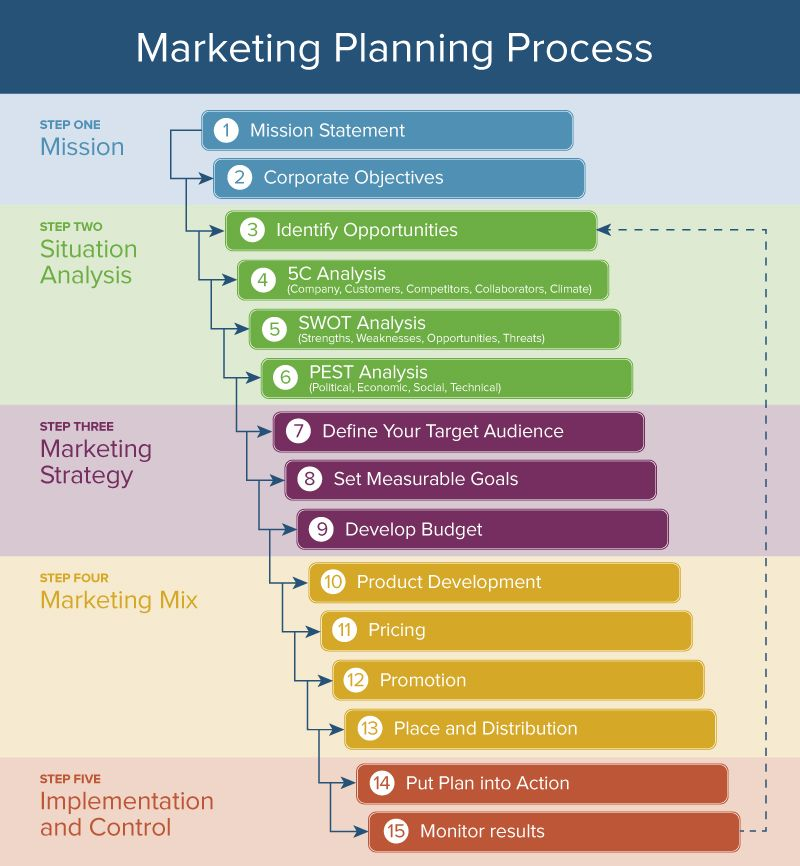 Marketing Planning Process
STEP ONE
Mission
1 Mission Statement
2 Corporate Objectives
STEP TWO
Situation
Analysis
3 Identify Opportunities
4 5C Analysis
(Company, Customers, Competitors, Collaborators, Climate)
5 SWOT Analysis
(Strengths, Weaknesses, Opportunities, Threats)
6 PEST Analysis
(Political, Economic, Social, Technical)
STEP THREE
Marketing
Strategy
7 Define Your Target Audience
8 Set Measurable Goals
9 Develop Budget
STEP FOUR
Marketing Mix
10 Product Development
11 Pricing
12 Promotion
13 Place and Distribution
STEP FIVE
Implementation
and Control
14 Put Plan into Action
15 Monitor results